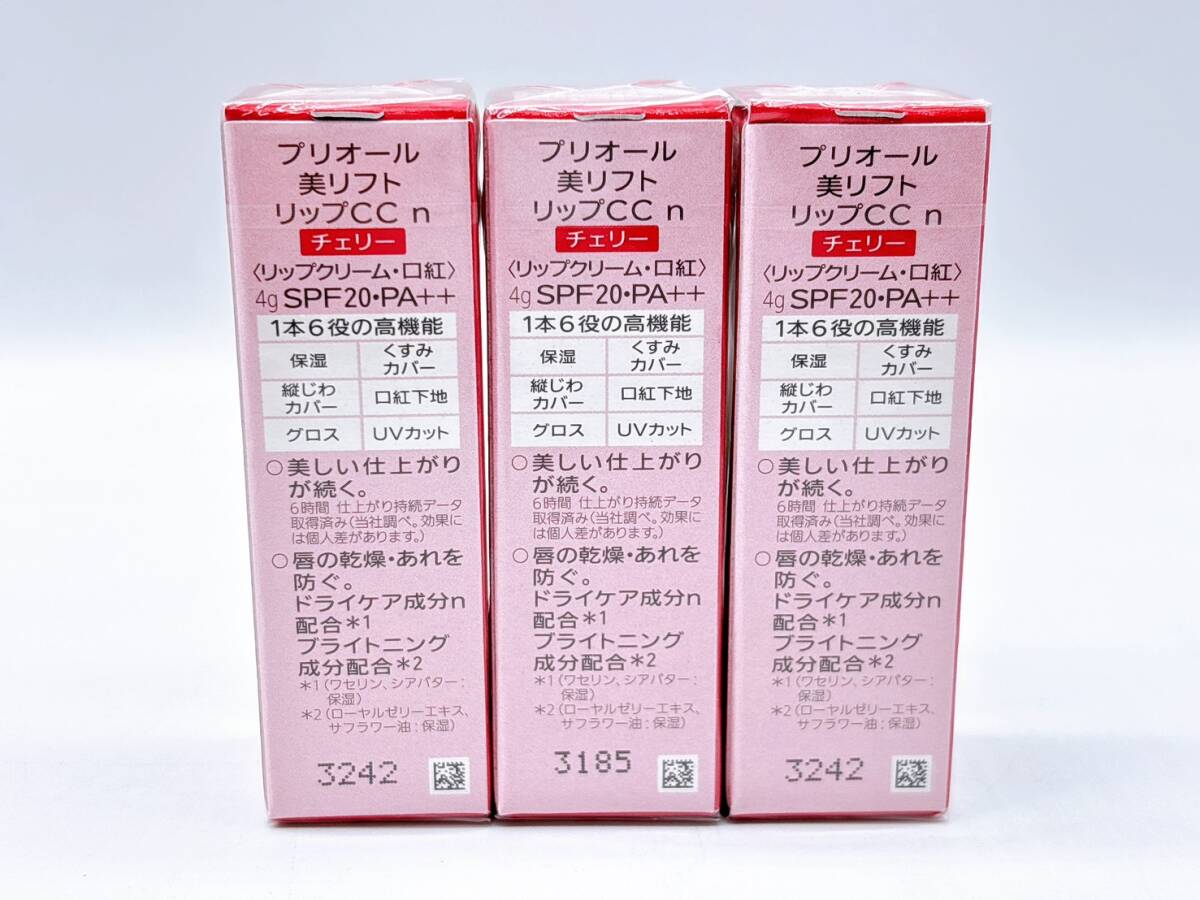 プリオール
美リフト
リップCC n
チェリー
〈リップクリーム・口紅〉
4g SPF20・PA++
1本6役の高機能
保湿 くすみカバー
縦じわカバー 口紅下地
グロス UVカット
○美しい仕上がり
が続く。
6時間 仕上がり持続データ
取得済み(当社調べ。効果に
は個人差があります。)
○唇の乾燥・あれを
防ぐ。
ドライケア成分n
配合*1
ブライトニング
成分配合*2
*1(ワセリン、シアバター:
保湿)
*2(ローヤルゼリーエキス、
サフラワー油:保湿)
3242
プリオール
美リフト
リップCC n
チェリー
〈リップクリーム・口紅〉
4g SPF20・PA++
1本6役の高機能
保湿 くすみカバー
縦じわカバー 口紅下地
グロス UVカット
○美しい仕上がり
が続く。
6時間 仕上がり持続データ
取得済み(当社調べ。効果に
は個人差があります。)
○唇の乾燥・あれを
防ぐ。
ドライケア成分n
配合*1
ブライトニング
成分配合*2
*1(ワセリン、シアバター:
保湿)
*2(ローヤルゼリーエキス、
サフラワー油:保湿)
3185
プリオール
美リフト
リップCC n
チェリー
〈リップクリーム・口紅〉
4g SPF20・PA++
1本6役の高機能
保湿 くすみカバー
縦じわカバー 口紅下地
グロス UVカット
○美しい仕上がり
が続く。
6時間 仕上がり持続データ
取得済み(当社調べ。効果に
は個人差があります。)
○唇の乾燥・あれを
防ぐ。
ドライケア成分n
配合*1
ブライトニング
成分配合*2
*1(ワセリン、シアバター:
保湿)
*2(ローヤルゼリーエキス、
サフラワー油:保湿)
3242